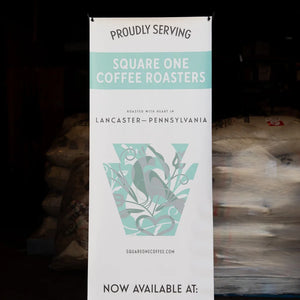 PROUDLY SERVING
SQUARE ONE
COFFEE ROASTERS
ROASTED WITH HEART IN
LANCASTER—PENNSYLVANIA
SQUAREONECOFFEE.COM
NOW AVAILABLE AT: